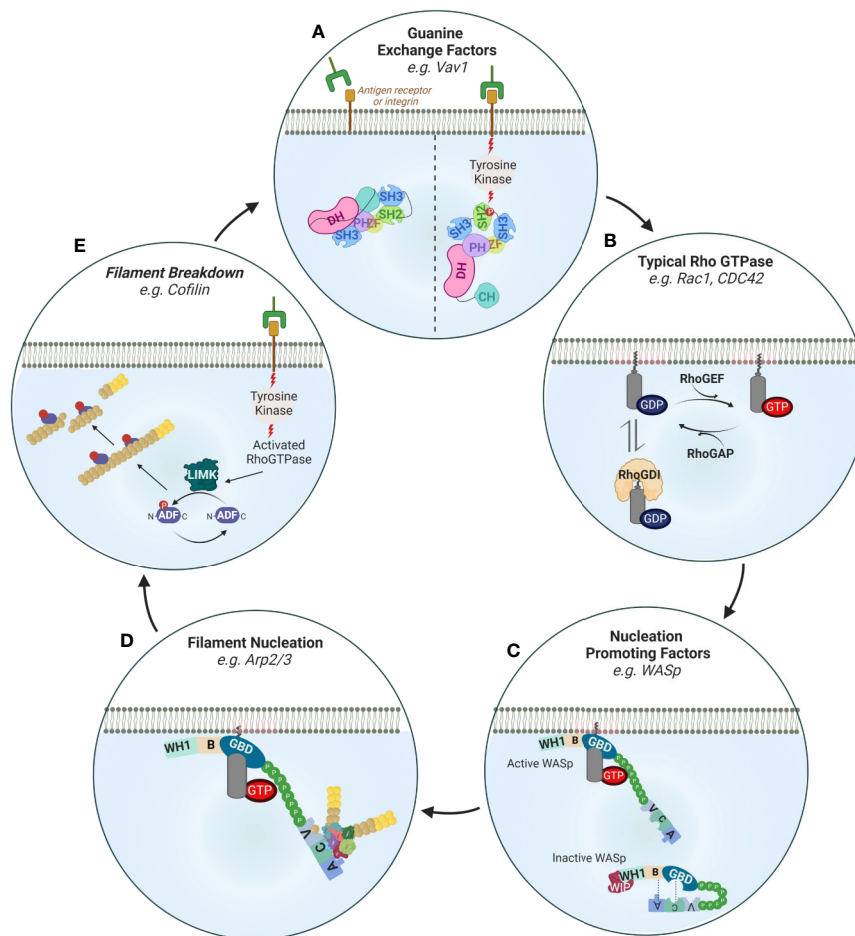 A
Guanine
Exchange Factors
e.g. Vav1
Antigen receptor
or integrin
Tyrosine
Kinase
DH
SH3
SH2
PH
ZF
SH3
P
SH2
SH3
SH3
PH
ZF
DH
CH
B
Typical Rho GTPase
e.g. Rac1, CDC42
RhoGEF
GDP
GTP
RhoGAP
RhoGDI
GDP
C
Nucleation
Promoting Factors
e.g. WASp
WH1
B
GBD
Active WASp
GTP
P P P P P P P
V
C
A
Inactive WASp
WH1
B
GBD
WIP
A
C
V
P P P P P
D
Filament Nucleation
e.g. Arp2/3
WH1
B
GBD
GTP
P P P P P P
V
C
A
E
Filament Breakdown
e.g. Cofilin
Tyrosine
Kinase
Activated
RhoGTPase
LIMK
P
N ADF C
N ADF C